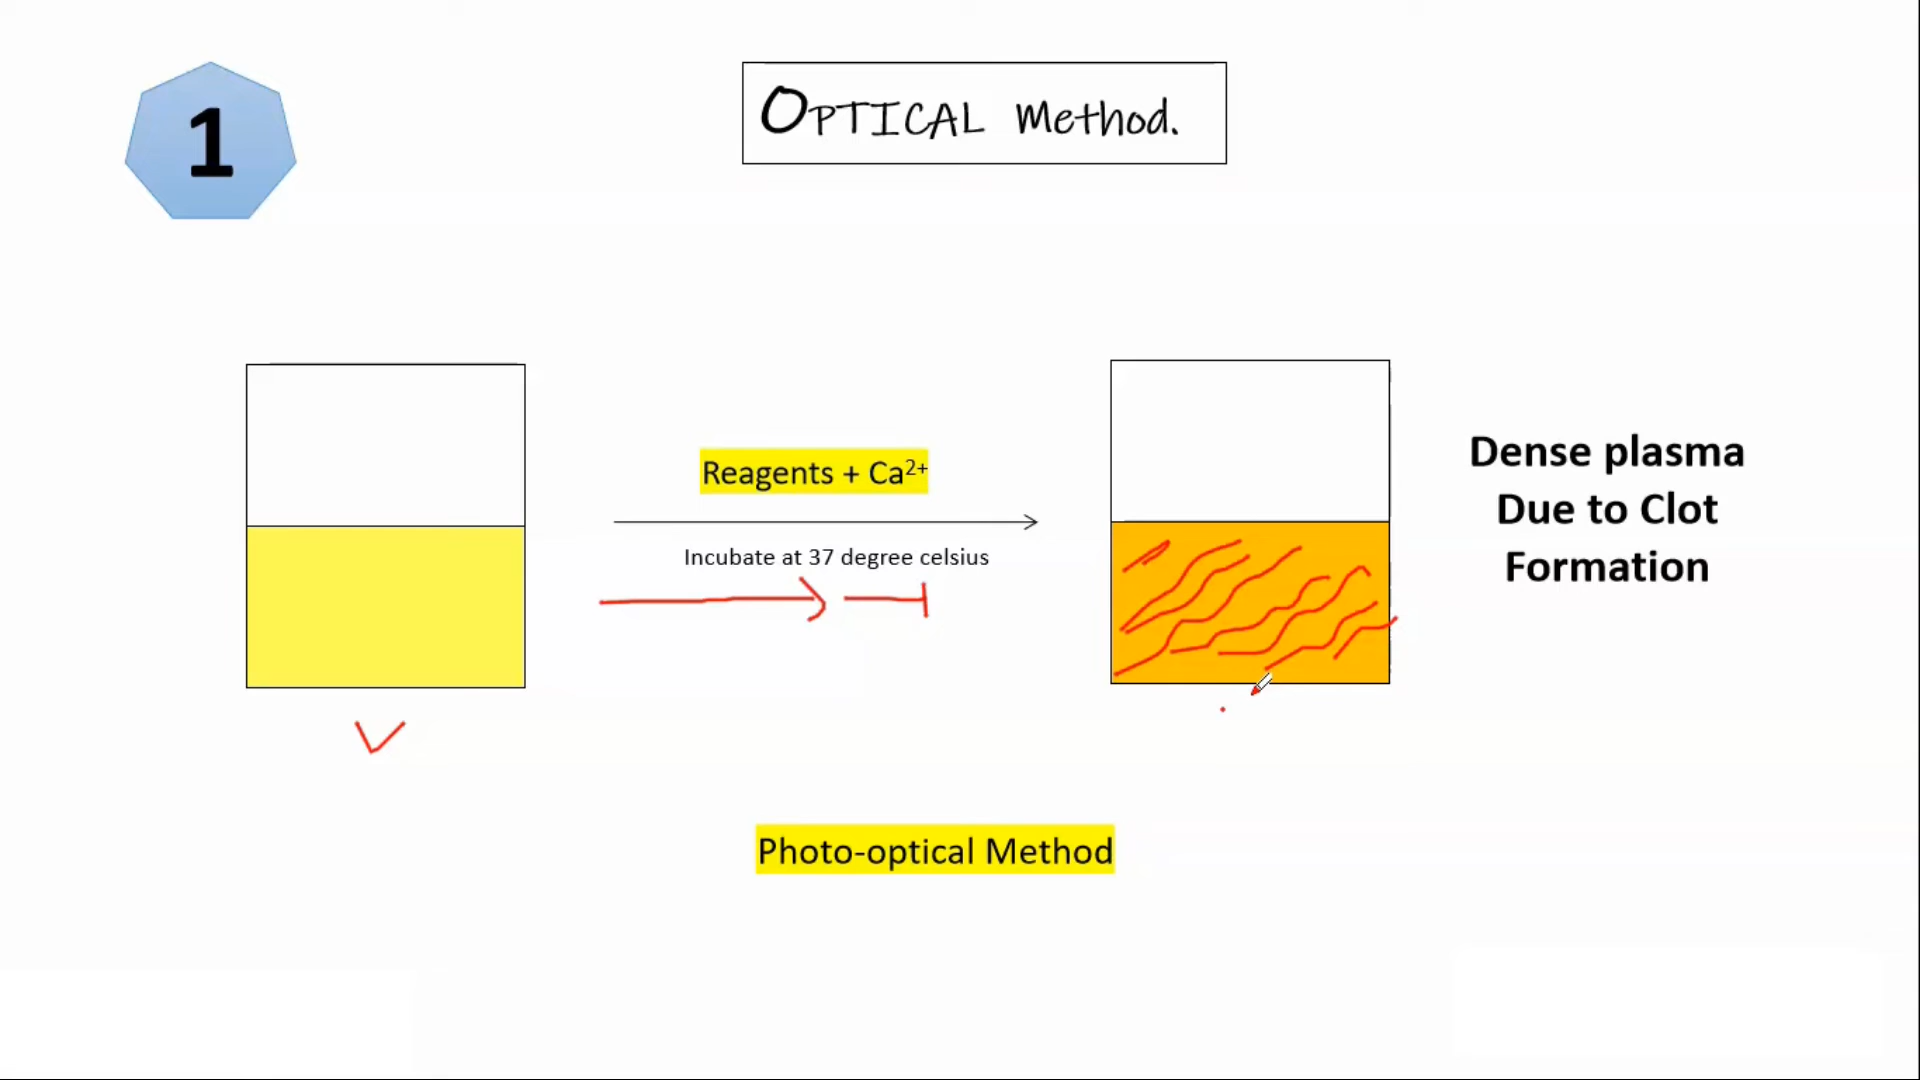 1
OPTICAL Method.
Reagents + Ca²⁺
Incubate at 37 degree celsius
Dense plasma
Due to Clot
Formation
Photo-optical Method